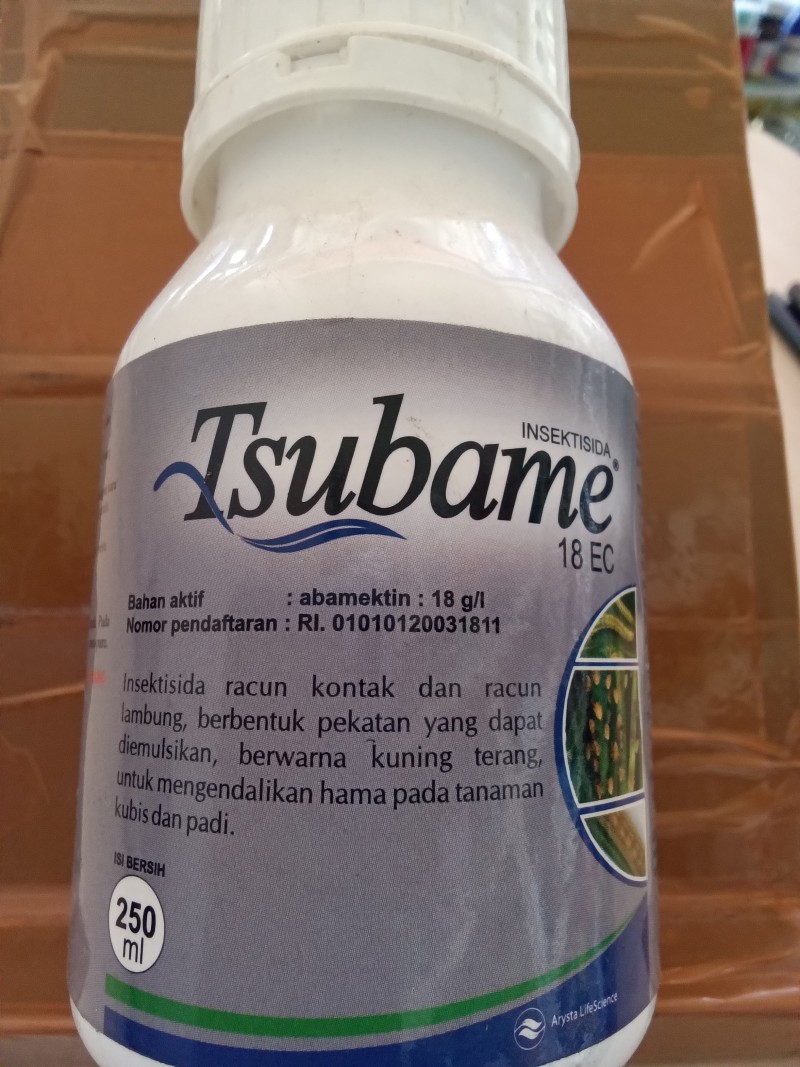 INSEKTISIDA
Tsubame®
18 EC
Bahan aktif : abamektin : 18 g/l
Nomor pendaftaran : RI. 01010120031811
Insektisida racun kontak dan racun
lambung, berbentuk pekatan yang dapat
diemulsikan, berwarna kuning terang,
untuk mengendalikan hama pada tanaman
kubis dan padi.
ISI BERSIH
250
ml
Arysta LifeScience